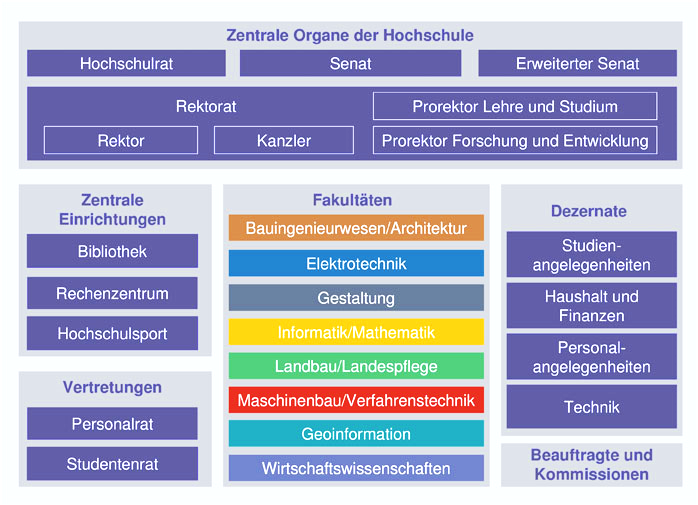 Zentrale Organe der Hochschule
Hochschulrat
Senat
Erweiterter Senat
Rektorat
Prorektor Lehre und Studium
Rektor
Kanzler
Prorektor Forschung und Entwicklung
Zentrale
Einrichtungen
Bibliothek
Rechenzentrum
Hochschulsport
Vertretungen
Personalrat
Studentenrat
Fakultäten
Bauingenieurwesen/Architektur
Elektrotechnik
Gestaltung
Informatik/Mathematik
Landbau/Landespflege
Maschinenbau/Verfahrenstechnik
Geoinformation
Wirtschaftswissenschaften
Dezernate
Studien-
angelegenheiten
Haushalt und
Finanzen
Personal-
angelegenheiten
Technik
Beauftragte und
Kommissionen